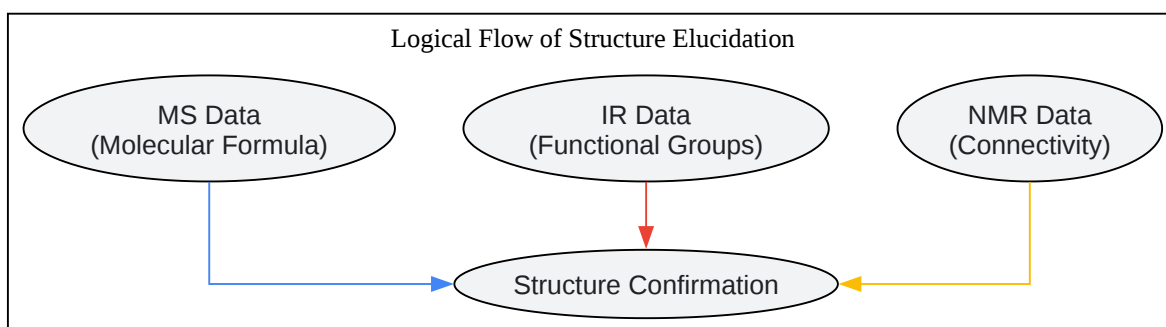 Logical Flow of Structure Elucidation
MS Data
(Molecular Formula)
IR Data
(Functional Groups)
NMR Data
(Connectivity)
Structure Confirmation